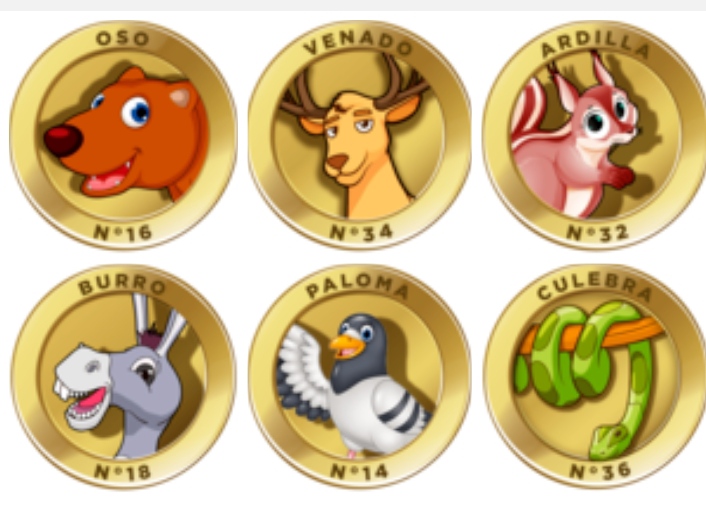 OSO
N°16
VENADO
N°34
ARDILLA
N°32
BURRO
N°18
PALOMA
N°14
CULEBRA
N°36